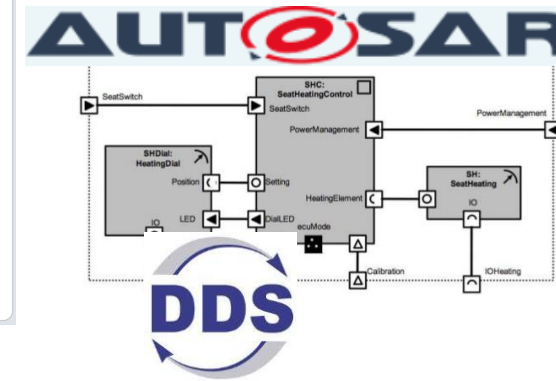 AUTOSAR
SHC:
SeatHeatingControl
SeatSwitch
SeatSwitch
PowerManagement
PowerManagement
SHDial:
HeatingDial
SH:
SeatHeating
Position
Setting
HeatingElement
IO
LED
DialLED
IO
ecuMode
Calibration
IOHeating
DDS